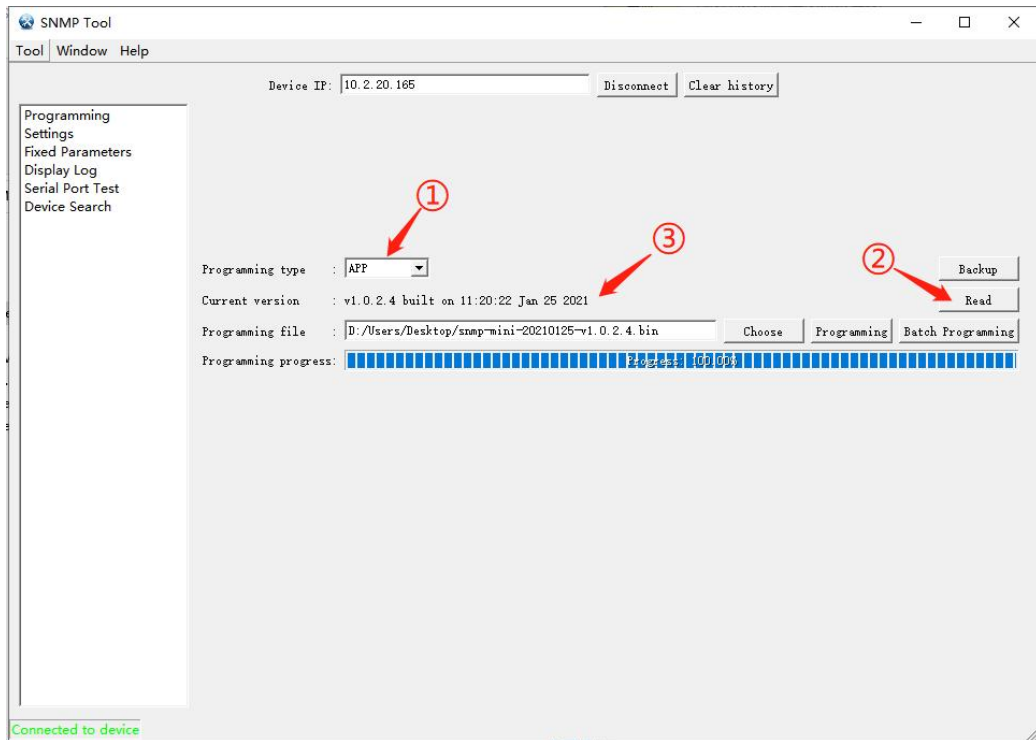 SNMP Tool
Tool Window Help
Device IP: 10.2.20.165 Disconnect Clear history
Programming
Settings
Fixed Parameters
Display Log
Serial Port Test
Device Search
①
③
②
Programming type : APP Backup
Current version : v1.0.2.4 built on 11:20:22 Jan 25 2021 Read
Programming file : D:/Users/Desktop/snmp-mini-20210125-v1.0.2.4.bin Choose Programming Batch Programming
Programming progress: Progress: 100.00%
Connected to device